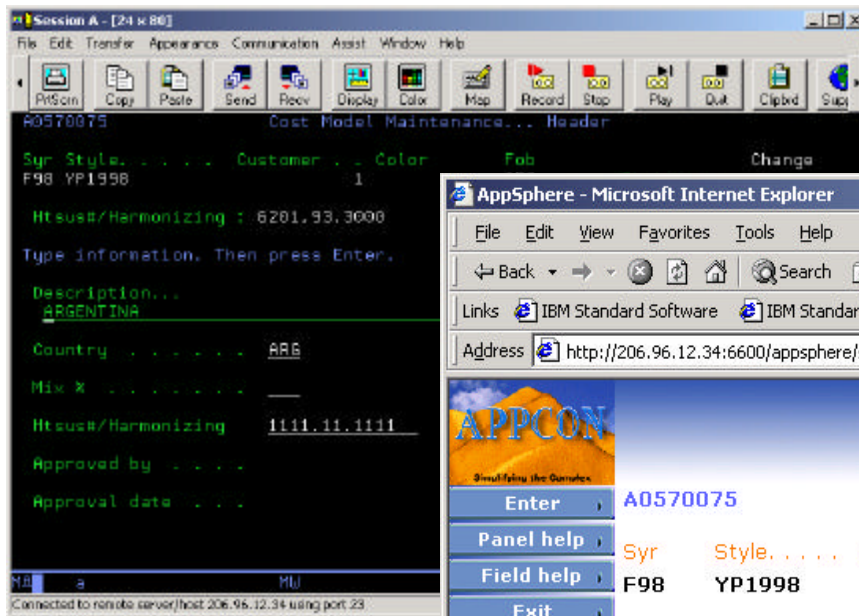 Session A - [24 x 80]
File Edit Transfer Appearance Communication Assist Window Help
PrtScrn Copy Paste Send Recv Display Color Map Record Stop Play Quit Clipbrd Supp
A0570075 Cost Model Maintenance... Header
Syr Style. . . . . Customer . . Color Fob Change
F98 YP1998 1
Htsus#/Harmonizing : 6201.93.3000
Type information. Then press Enter.
Description...
ARGENTINA
Country . . . . . . ARG
Mix % . . . . . . .
Htsus#/Harmonizing 1111.11.1111
Approved by . . . .
Approval date . . .
MA a MW
Connected to remote server/host 206.96.12.34 using port 23
AppSphere - Microsoft Internet Explorer
File Edit View Favorites Tools Help
Back Search
Links IBM Standard Software IBM Standar
Address http://206.96.12.34:6600/appsphere/
APPCON
Simplifying the Complex
Enter
Panel help
Field help
Exit
A0570075
Syr Style. . . . .
F98 YP1998